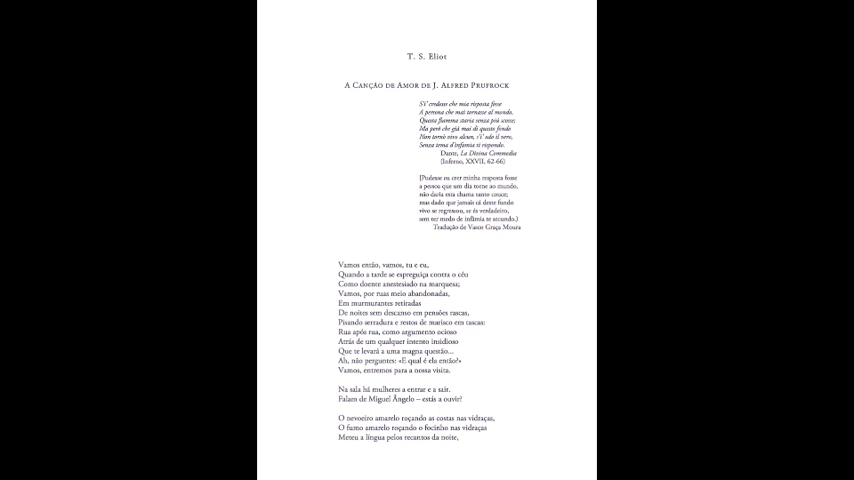 T. S. Eliot
A Canção de Amor de J. Alfred Prufrock
S'i' credesse che mia risposta fosse
A persona che mai tornasse al mondo,
Questa fiamma staria senza più scosse;
Ma però che già mai di questo fondo
Non tornò vivo alcun, s'i' odo il vero,
Senza tema d'infamia ti rispondo.
Dante, La Divina Commedia
(Inferno, XXVII, 62-66)
[Pudesse eu crer minha resposta fosse
a pessoa que um dia torne ao mundo,
não daria esta chama tanto couce;
mas dado que jamais cá deste fundo
vivo se regressou, se és verdadeiro,
sem ter medo de infâmia te secundo.]
Tradução de Vasco Graça Moura
Vamos então, vamos, tu e eu,
Quando a tarde se espreguiça contra o céu
Como doente anestesiado na marquesa;
Vamos, por ruas meio abandonadas,
Em murmurantes retiradas
De noites sem descanso em pensões rascas,
Pisando serradura e restos de marisco em tascas:
Rua após rua, como argumento ocioso
Atrás de um qualquer intento insidioso
Que te levará a uma magna questão...
Ah, não perguntes: «E qual é ela então?»
Vamos, entremos para a nossa visita.
Na sala há mulheres a entrar e a sair.
Falam de Miguel Ângelo – estás a ouvir?
O nevoeiro amarelo roçando as costas nas vidraças,
O fumo amarelo roçando o focinho nas vidraças
Meteu a língua pelos recantos da noite,